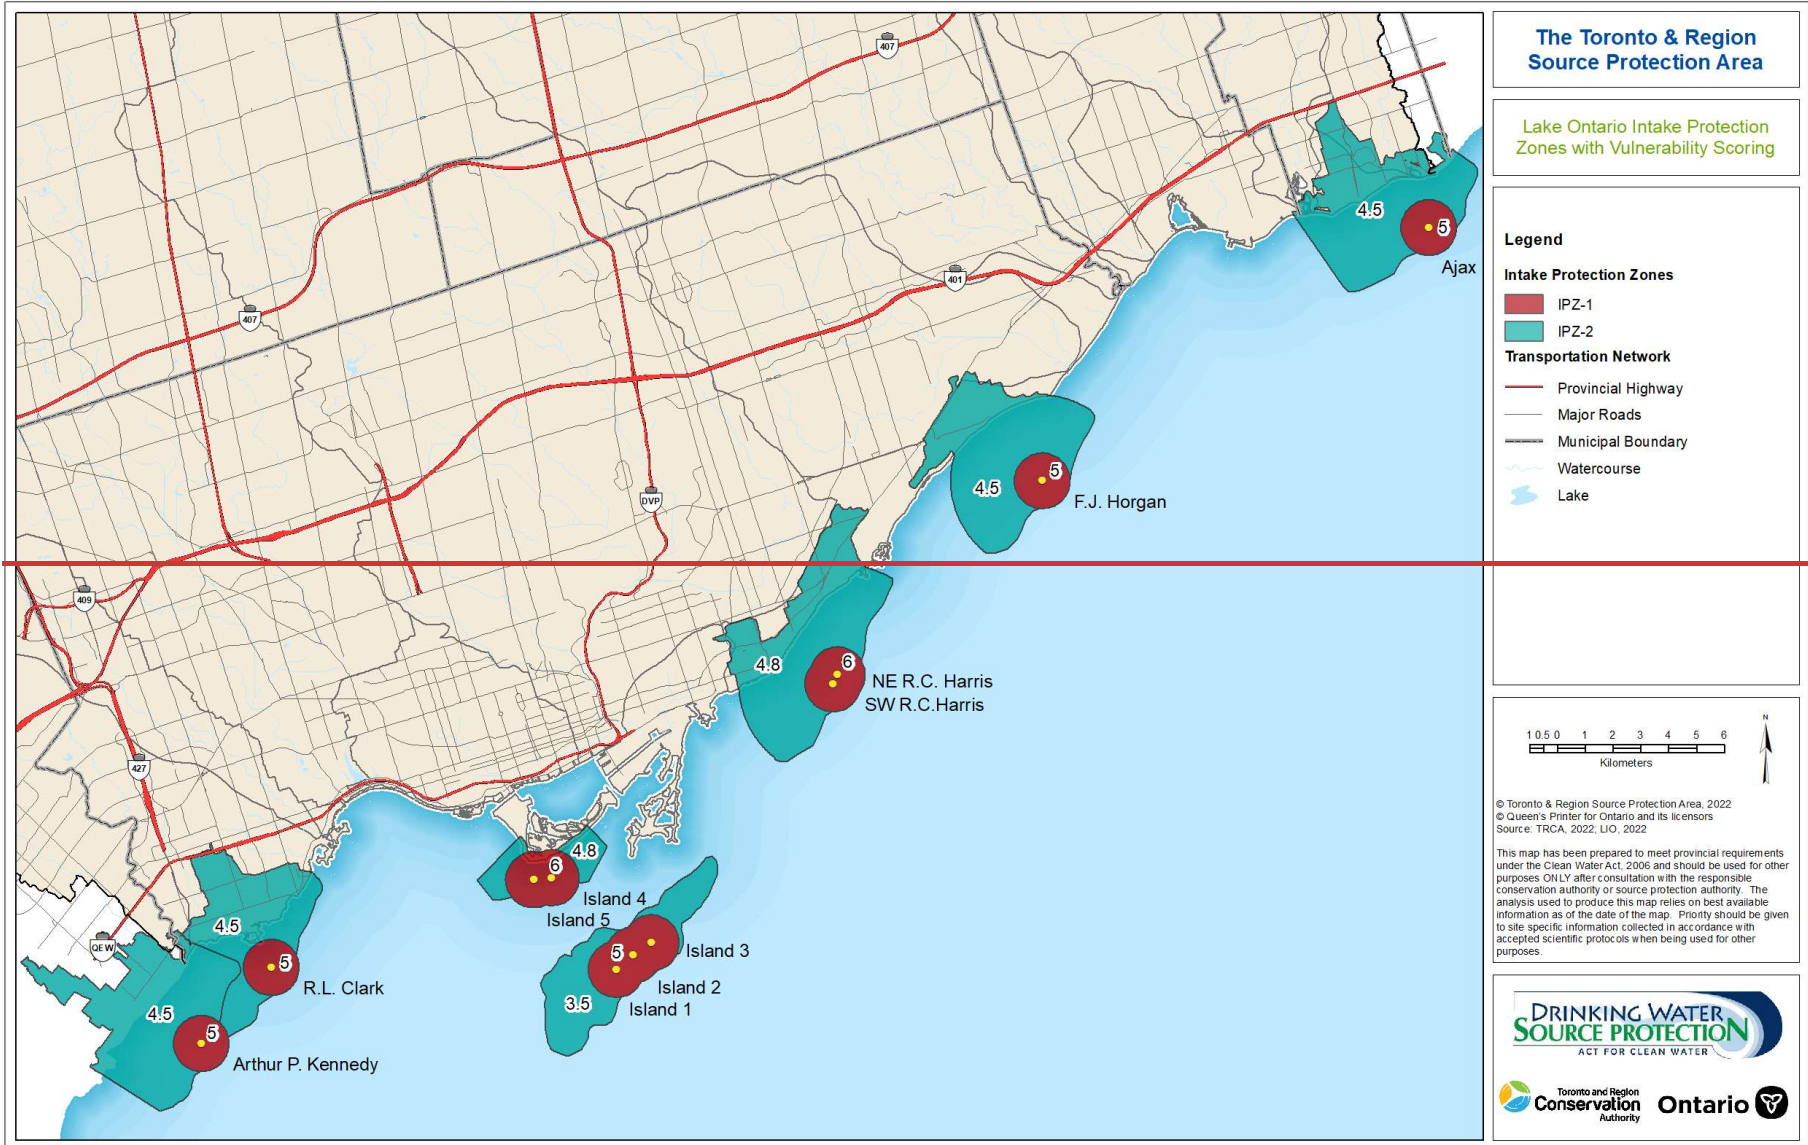 The Toronto & Region
Source Protection Area
Lake Ontario Intake Protection
Zones with Vulnerability Scoring
Legend
Intake Protection Zones
IPZ-1
IPZ-2
Transportation Network
Provincial Highway
Major Roads
Municipal Boundary
Watercourse
Lake
407
4.5
5
Ajax
401
407
5
4.5
F.J. Horgan
DVP
409
4.8
6
NE R.C. Harris
SW R.C.Harris
427
4.8
6
Island 4
Island 5
4.5
QEW
5
Island 3
5
R.L. Clark
Island 2
3.5
Island 1
4.5
5
Arthur P. Kennedy
N
1 0.5 0 1 2 3 4 5 6
Kilometers
© Toronto & Region Source Protection Area, 2022
© Queen's Printer for Ontario and its licensors
Source: TRCA, 2022; LIO, 2022
This map has been prepared to meet provincial requirements
under the Clean Water Act, 2006 and should be used for other
purposes ONLY after consultation with the responsible
conservation authority or source protection authority. The
analysis used to produce this map relies on best available
information as of the date of the map. Priority should be given
to site specific information collected in accordance with
accepted scientific protocols when being used for other
purposes.
DRINKING WATER
SOURCE PROTECTION
ACT FOR CLEAN WATER
Toronto and Region
Conservation
Authority
Ontario